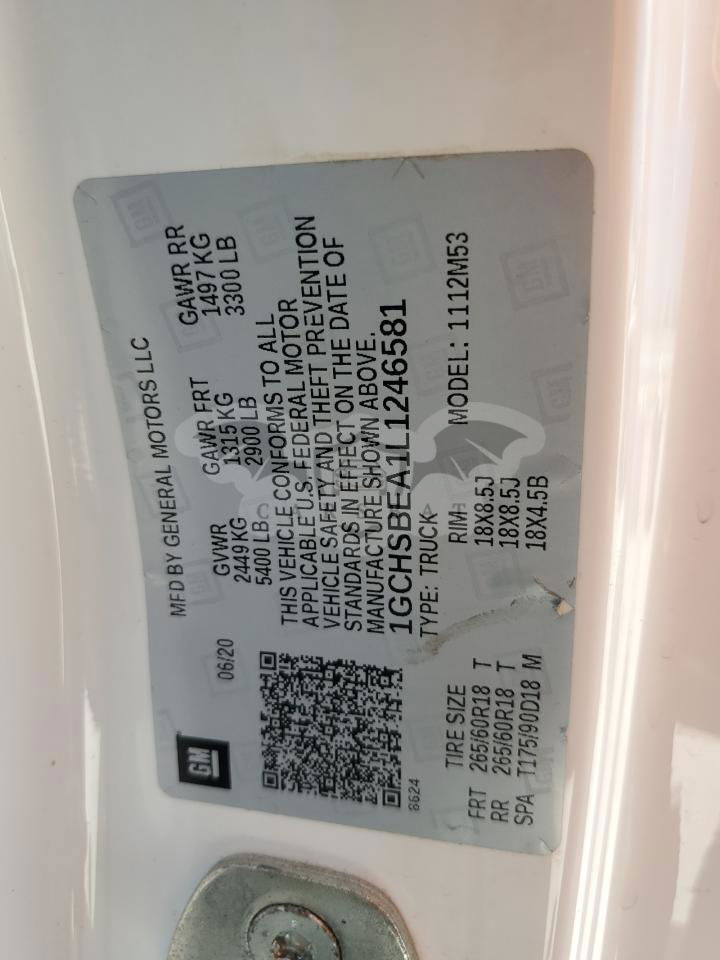 GM
MFD BY GENERAL MOTORS LLC
06/20
GVWR
2449 KG
5400 LB.
GAWR FRT
1315 KG
2900 LB
GAWR RR
1497 KG
3300 LB
THIS VEHICLE CONFORMS TO ALL
APPLICABLE U.S. FEDERAL MOTOR
VEHICLE SAFETY AND THEFT PREVENTION
STANDARDS IN EFFECT ON THE DATE OF
MANUFACTURE SHOWN ABOVE.
1GCHSBEA1L1246581
8624
TYPE: TRUCK
MODEL: 1112M53
TIRE SIZE RIM
FRT 265/60R18 T 18X8.5J
RR 265/60R18 T 18X8.5J
SPA T175/90D18 M 18X4.5B